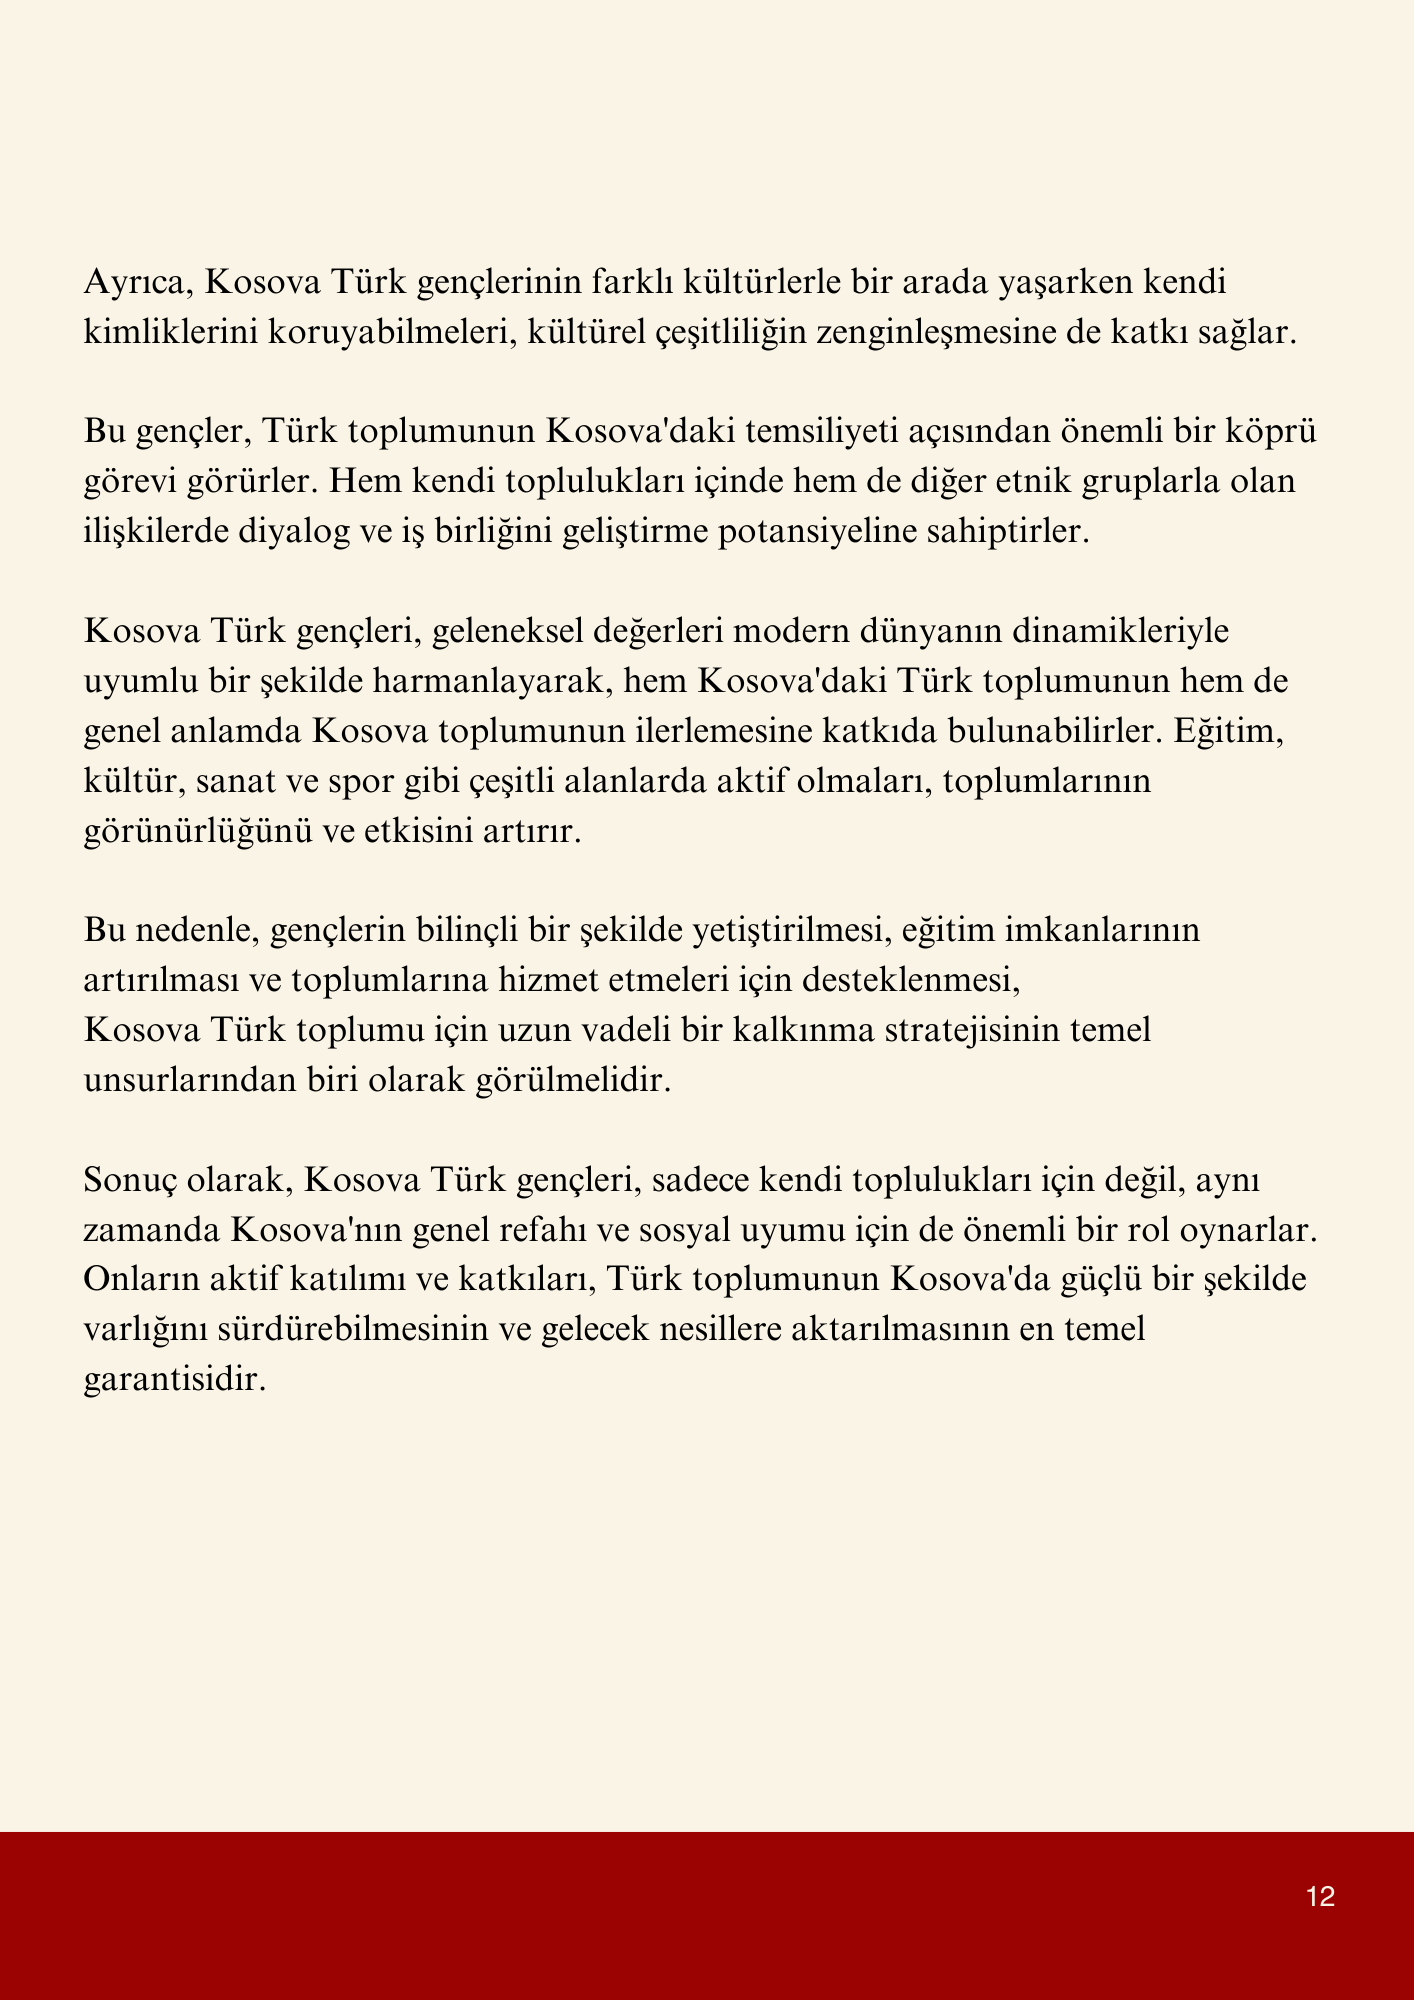 Ayrıca, Kosova Türk gençlerinin farklı kültürlerle bir arada yaşarken kendi
kimliklerini koruyabilmeleri, kültürel çeşitliliğin zenginleşmesine de katkı sağlar.
Bu gençler, Türk toplumunun Kosova'daki temsiliyeti açısından önemli bir köprü
görevi görürler. Hem kendi toplulukları içinde hem de diğer etnik gruplarla olan
ilişkilerde diyalog ve iş birliğini geliştirme potansiyeline sahiptirler.
Kosova Türk gençleri, geleneksel değerleri modern dünyanın dinamikleriyle
uyumlu bir şekilde harmanlayarak, hem Kosova'daki Türk toplumunun hem de
genel anlamda Kosova toplumunun ilerlemesine katkıda bulunabilirler. Eğitim,
kültür, sanat ve spor gibi çeşitli alanlarda aktif olmaları, toplumlarının
görünürlüğünü ve etkisini artırır.
Bu nedenle, gençlerin bilinçli bir şekilde yetiştirilmesi, eğitim imkanlarının
artırılması ve toplumlarına hizmet etmeleri için desteklenmesi,
Kosova Türk toplumu için uzun vadeli bir kalkınma stratejisinin temel
unsurlarından biri olarak görülmelidir.
Sonuç olarak, Kosova Türk gençleri, sadece kendi toplulukları için değil, aynı
zamanda Kosova'nın genel refahı ve sosyal uyumu için de önemli bir rol oynarlar.
Onların aktif katılımı ve katkıları, Türk toplumunun Kosova'da güçlü bir şekilde
varlığını sürdürebilmesinin ve gelecek nesillere aktarılmasının en temel
garantisidir.
12